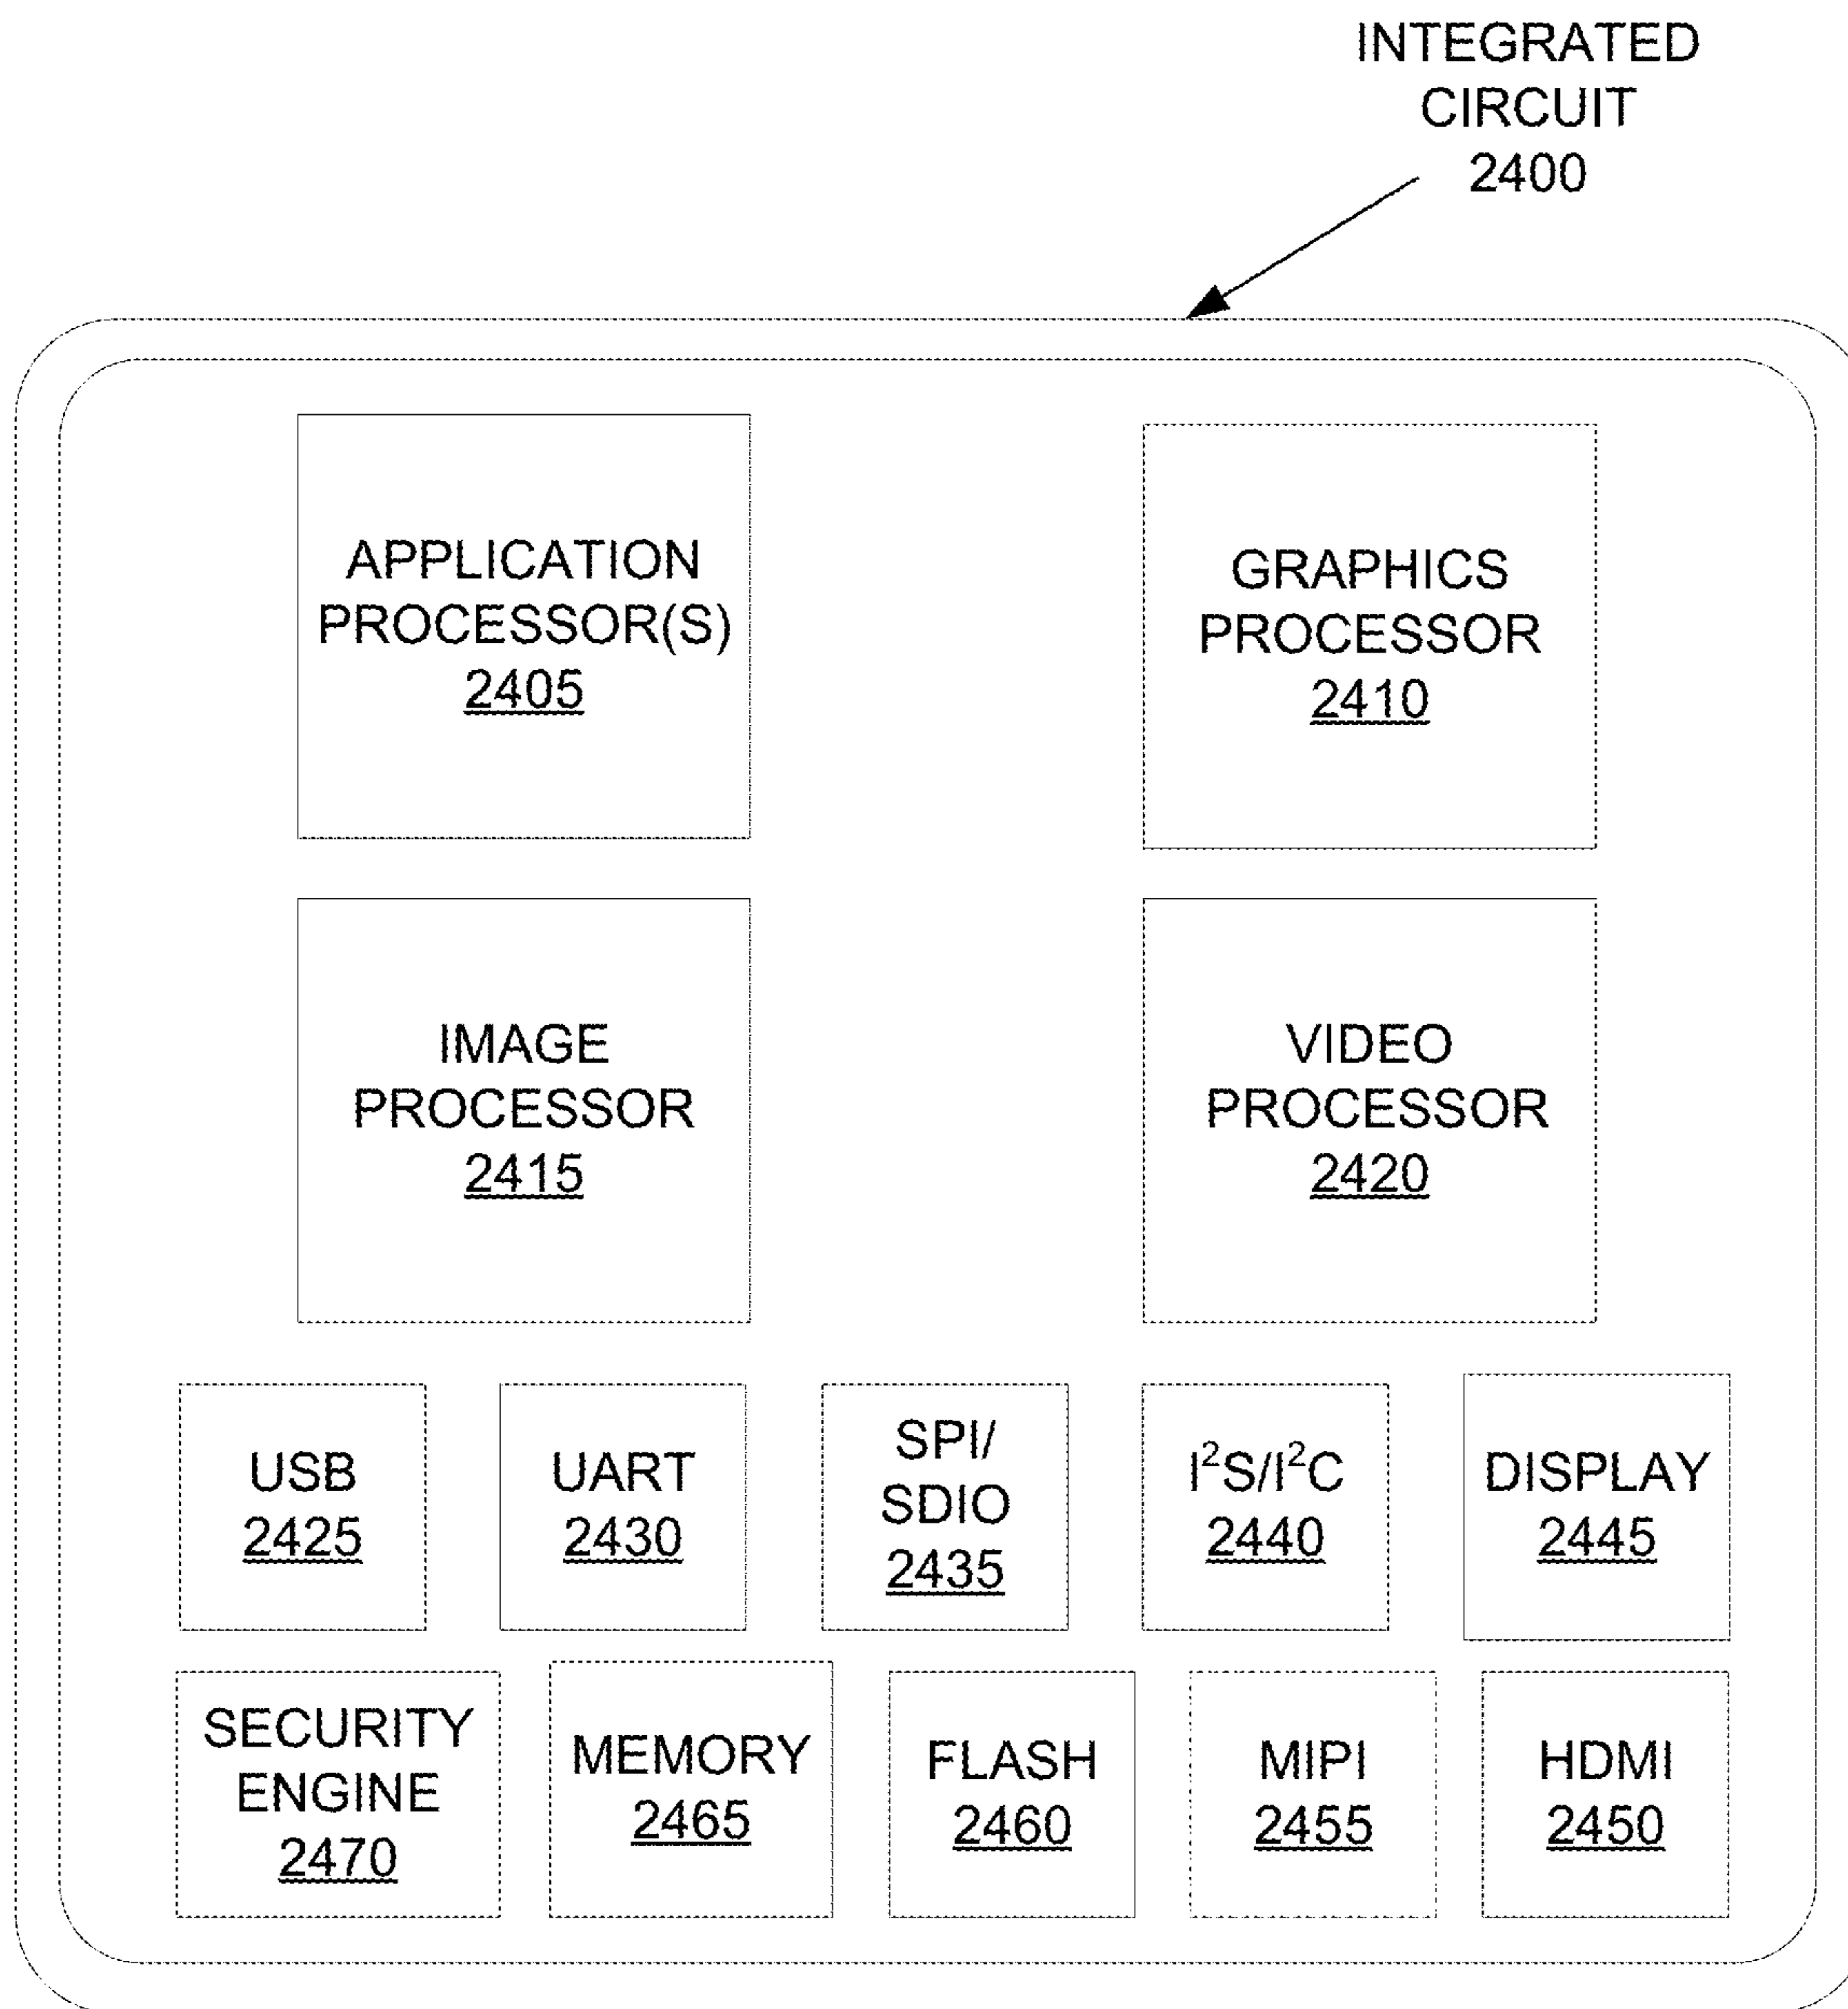 INTEGRATED
CIRCUIT
2400
APPLICATION
PROCESSOR(S)
2405
GRAPHICS
PROCESSOR
2410
IMAGE
PROCESSOR
2415
VIDEO
PROCESSOR
2420
USB
2425
UART
2430
SPI/
SDIO
2435
I²S/I²C
2440
DISPLAY
2445
SECURITY
ENGINE
2470
MEMORY
2465
FLASH
2460
MIPI
2455
HDMI
2450